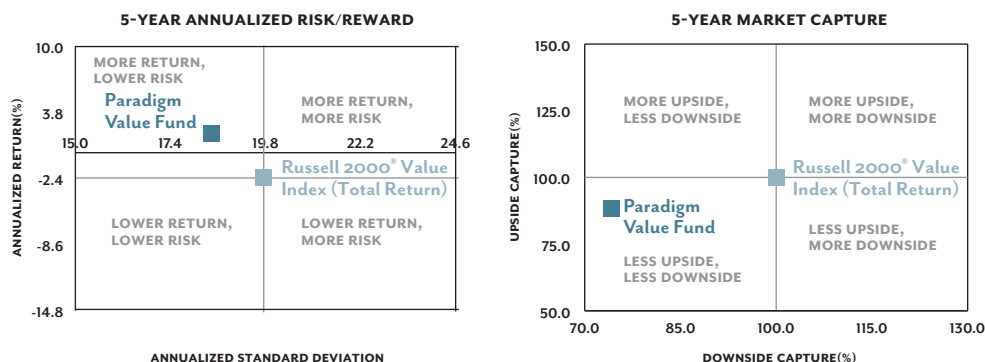 5-YEAR ANNUALIZED RISK/REWARD
10.0
MORE RETURN,
LOWER RISK
Paradigm
Value Fund
MORE RETURN,
MORE RISK
3.8
15.0 17.4 19.8 22.2 24.6
ANNUALIZED RETURN(%)
Russell 2000® Value
Index (Total Return)
-2.4
LOWER RETURN,
LOWER RISK
LOWER RETURN,
MORE RISK
-8.6
-14.8
ANNUALIZED STANDARD DEVIATION
5-YEAR MARKET CAPTURE
150.0
MORE UPSIDE,
LESS DOWNSIDE
MORE UPSIDE,
MORE DOWNSIDE
125.0
UPSIDE CAPTURE(%)
Russell 2000® Value
Index (Total Return)
100.0
Paradigm
Value Fund
LESS UPSIDE,
MORE DOWNSIDE
75.0
LESS UPSIDE,
LESS DOWNSIDE
50.0
70.0 85.0 100.0 115.0 130.0
DOWNSIDE CAPTURE(%)